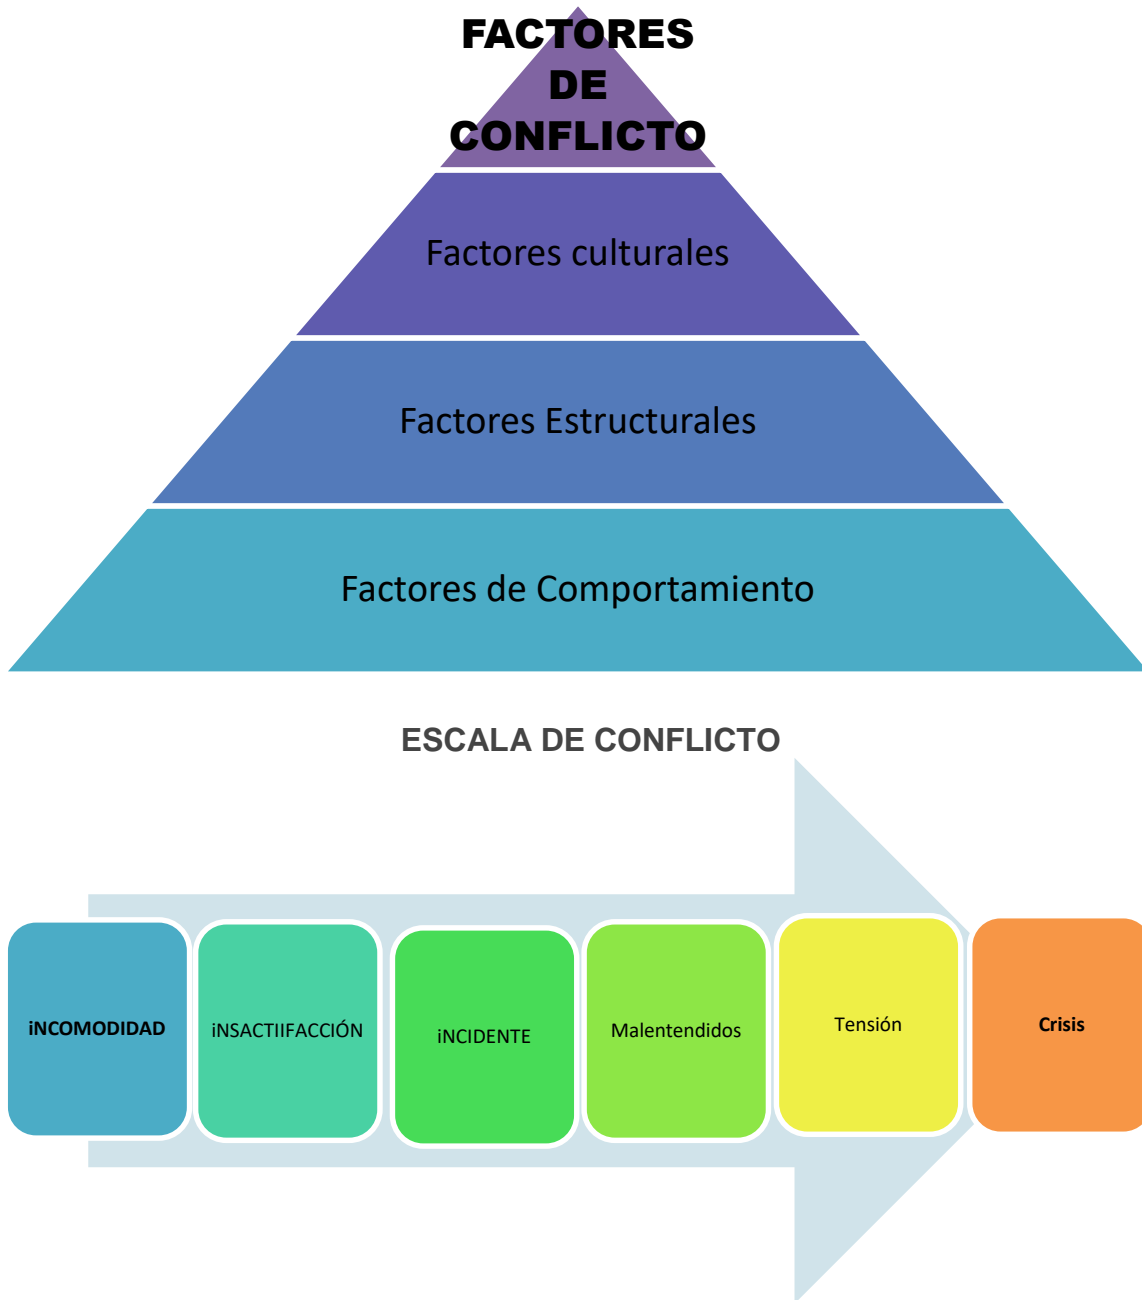 FACTORES
DE
CONFLICTO
Factores culturales
Factores Estructurales
Factores de Comportamiento
ESCALA DE CONFLICTO
iNCOMODIDAD
iNSACTIIFACCIÓN
iNCIDENTE
Malentendidos
Tensión
Crisis